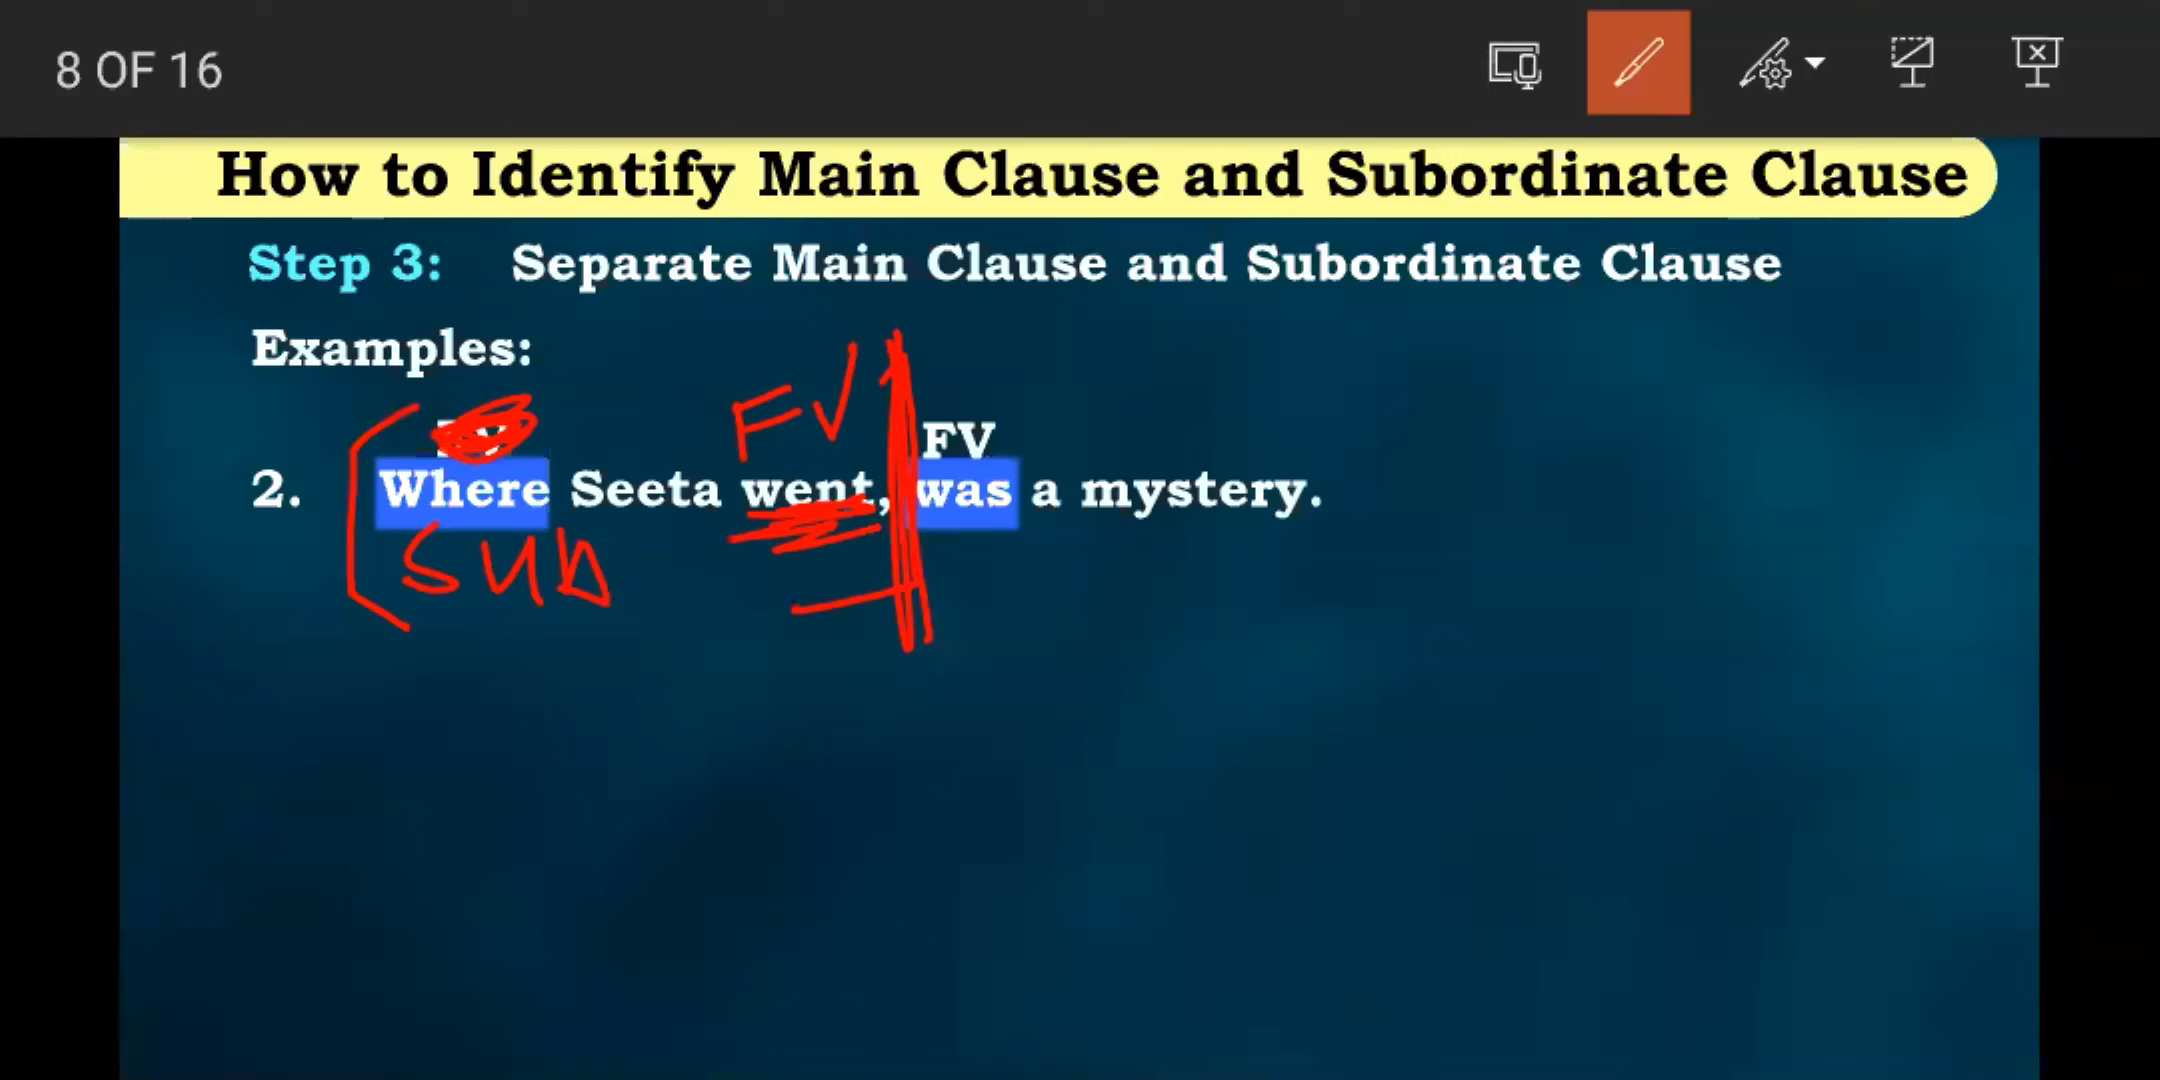 8 OF 16
How to Identify Main Clause and Subordinate Clause
Step 3: Separate Main Clause and Subordinate Clause
Examples:
FV FV
2. Where Seeta went, was a mystery.
Sub